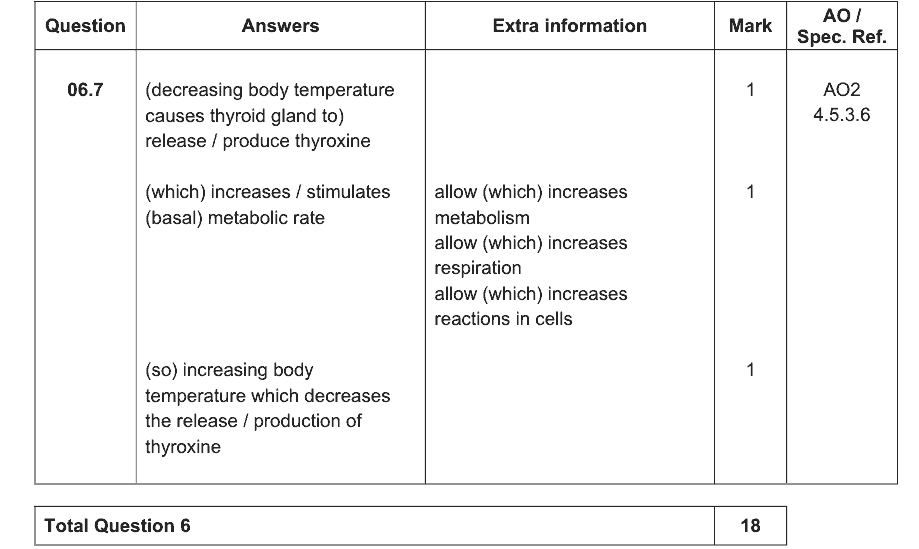 Question Answers Extra information Mark AO /
Spec. Ref.
06.7 (decreasing body temperature 1 AO2
causes thyroid gland to) 4.5.3.6
release / produce thyroxine
(which) increases / stimulates allow (which) increases 1
(basal) metabolic rate metabolism
allow (which) increases
respiration
allow (which) increases
reactions in cells
(so) increasing body 1
temperature which decreases
the release / production of
thyroxine
Total Question 6 18